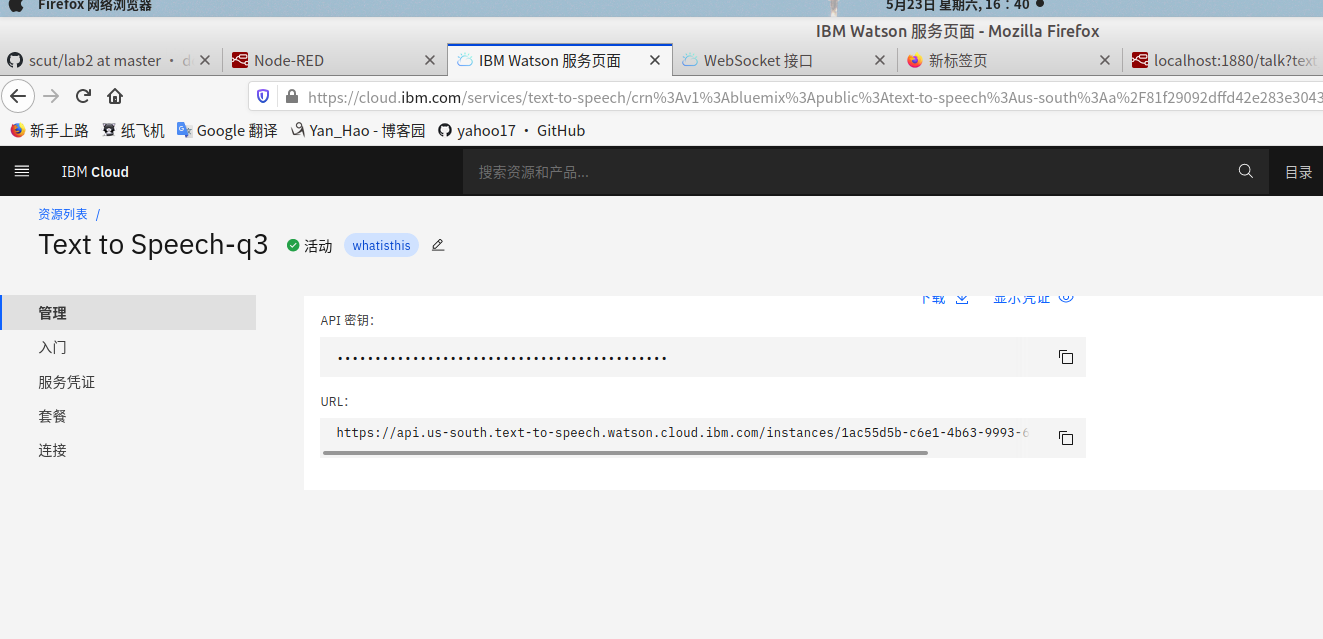 Firefox 网络浏览器 5月23日 星期六, 16：40
IBM Watson 服务页面 - Mozilla Firefox
scut/lab2 at master · d Node-RED IBM Watson 服务页面 WebSocket 接口 新标签页 localhost:1880/talk?text
https://cloud.ibm.com/services/text-to-speech/crn%3Av1%3Abluemix%3Apublic%3Atext-to-speech%3Aus-south%3Aa%2F81f29092dffd42e283e3043
新手上路 纸飞机 Google 翻译 Yan_Hao - 博客园 yahoo17 · GitHub
IBM Cloud 搜索资源和产品... 目录
资源列表 /
Text to Speech-q3 活动 whatisthis
管理
下载 显示凭证
API 密钥：
入门
服务凭证
URL：
套餐
https://api.us-south.text-to-speech.watson.cloud.ibm.com/instances/1ac55d5b-c6e1-4b63-9993-6
连接